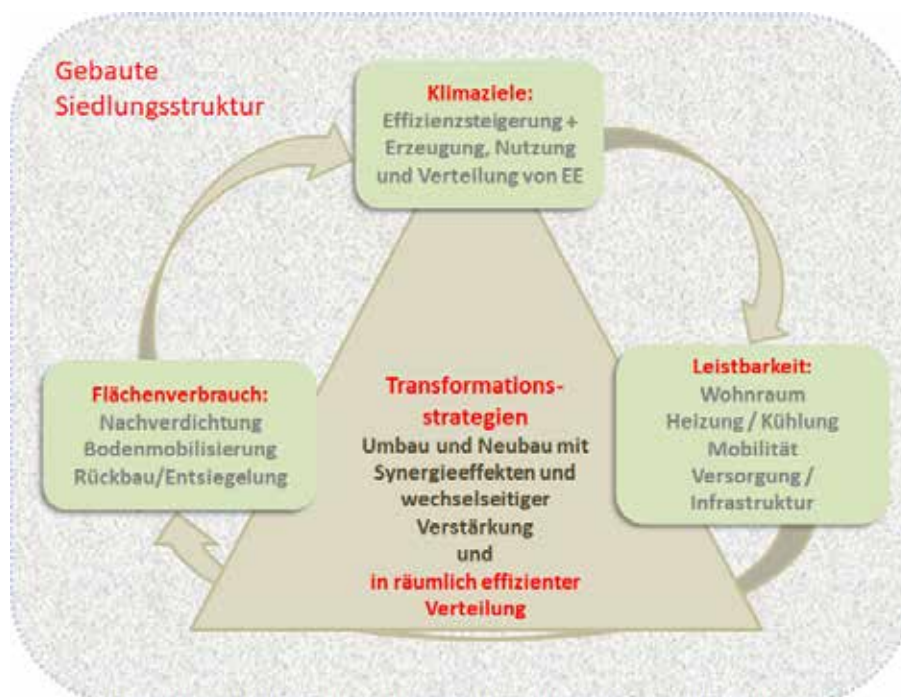 Gebaute
Siedlungsstruktur
Klimaziele:
Effizienzsteigerung +
Erzeugung, Nutzung
und Verteilung von EE
Flächenverbrauch:
Nachverdichtung
Bodenmobilisierung
Rückbau/Entsiegelung
Transformations-
strategien
Umbau und Neubau mit
Synergieeffekten und
wechselseitiger
Verstärkung
und
in räumlich effizienter
Verteilung
Leistbarkeit:
Wohnraum
Heizung / Kühlung
Mobilität
Versorgung /
Infrastruktur